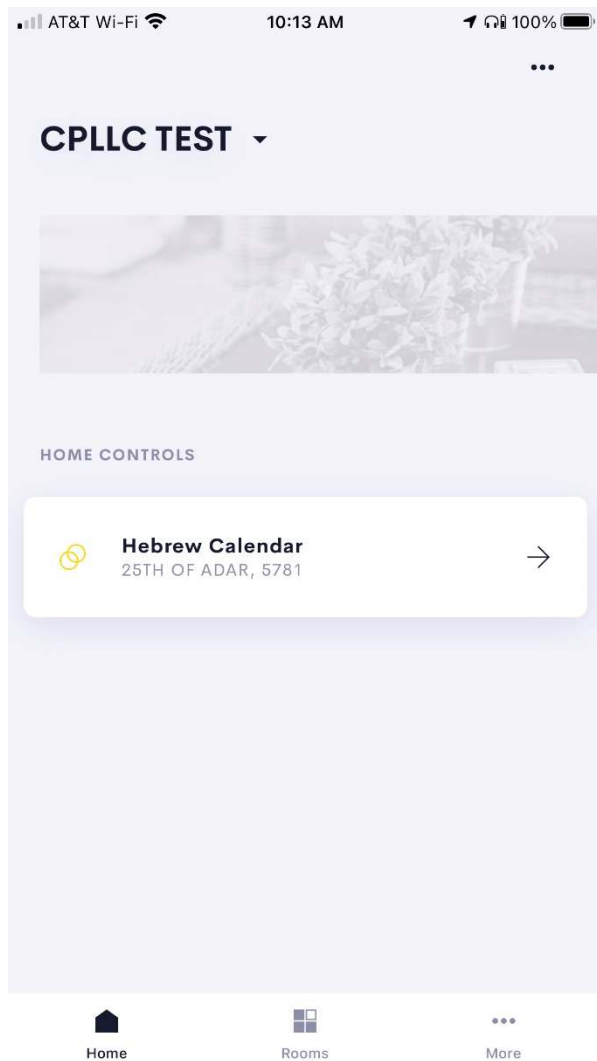 AT&T Wi-Fi 10:13 AM 100%
CPLLC TEST
HOME CONTROLS
Hebrew Calendar
25TH OF ADAR, 5781
Home Rooms More